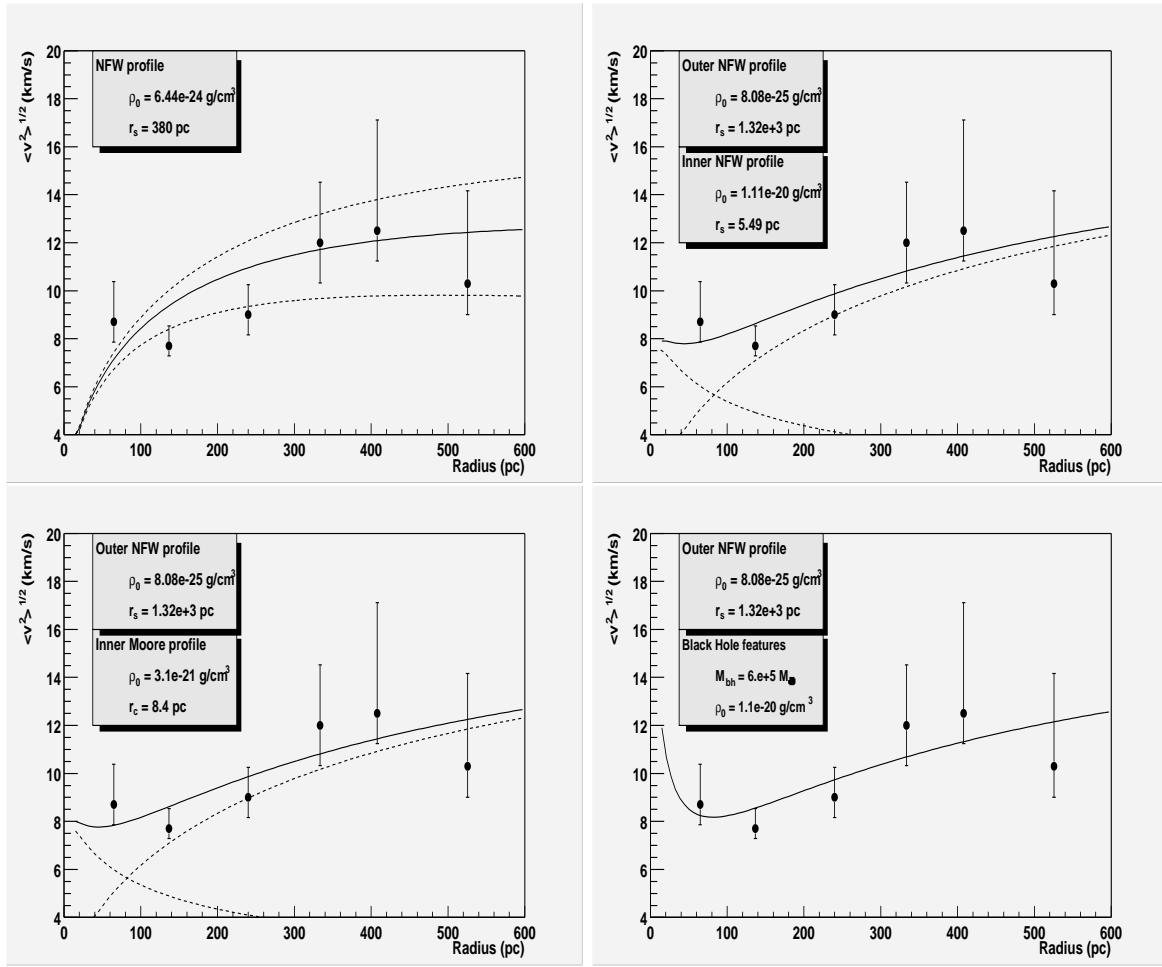 <v²>^1/2 (km/s)
20
18
16
14
12
10
8
6
4
NFW profile
ρ₀ = 6.44e-24 g/cm³
rₛ = 380 pc
0 100 200 300 400 500 600
Radius (pc)
<v²>^1/2 (km/s)
20
18
16
14
12
10
8
6
4
Outer NFW profile
ρ₀ = 8.08e-25 g/cm³
rₛ = 1.32e+3 pc
Inner NFW profile
ρ₀ = 1.11e-20 g/cm³
rₛ = 5.49 pc
0 100 200 300 400 500 600
Radius (pc)
<v²>^1/2 (km/s)
20
18
16
14
12
10
8
6
4
Outer NFW profile
ρ₀ = 8.08e-25 g/cm³
rₛ = 1.32e+3 pc
Inner Moore profile
ρ₀ = 3.1e-21 g/cm³
r_c = 8.4 pc
0 100 200 300 400 500 600
Radius (pc)
<v²>^1/2 (km/s)
20
18
16
14
12
10
8
6
4
Outer NFW profile
ρ₀ = 8.08e-25 g/cm³
rₛ = 1.32e+3 pc
Black Hole features
M_bh = 6.e+5 M
ρ₀ = 1.1e-20 g/cm³
0 100 200 300 400 500 600
Radius (pc)